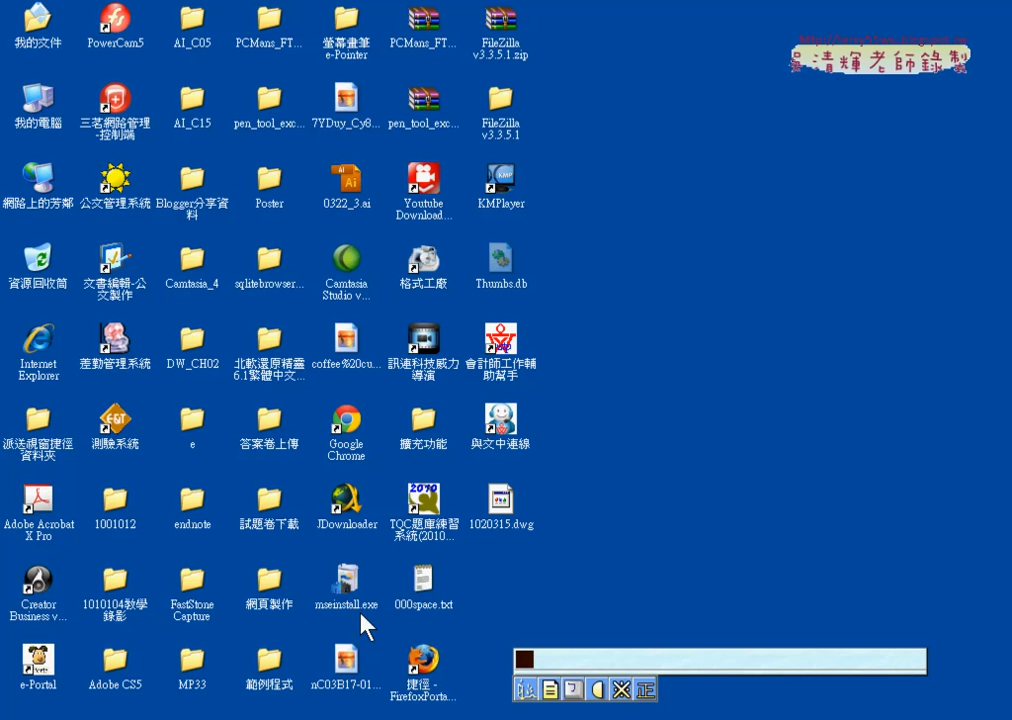 我的文件
PowerCam5
AI_C05
PCMans_FT...
螢幕畫筆
e-Pointer
PCMans_FT...
FileZilla
v3.3.5.1.zip
吳清輝老師錄製
我的電腦
三茗網路管理
-控制端
AI_C15
pen_tool_exc...
7YDuy_Cy8...
pen_tool_exc...
FileZilla
v3.3.5.1
網路上的芳鄰
公文管理系統
Blogger分享資
料
Poster
0322_3.ai
Youtube
Download...
KMPlayer
資源回收筒
文書編輯-公
文製作
Camtasia_4
sqlitebrowser...
Camtasia
Studio v...
格式工廠
Thumbs.db
Internet
Explorer
差勤管理系統
DW_CH02
北軟還原精靈
6.1繁體中文...
coffee%20cu...
訊連科技威力
導演
會計師工作輔
助幫手
派送視窗捷徑
資料夾
測驗系統
e
答案卷上傳
Google
Chrome
擴充功能
與文中連線
Adobe Acrobat
X Pro
1001012
endnote
試題卷下載
JDownloader
TQC題庫練習
系統(2010...
1020315.dwg
Creator
Business v...
1010104教學
錄影
FastStone
Capture
網頁製作
mseinstall.exe
000space.txt
e-Portal
Adobe CS5
MP33
範例程式
nC03B17-01...
捷徑 -
FirefoxPorta...